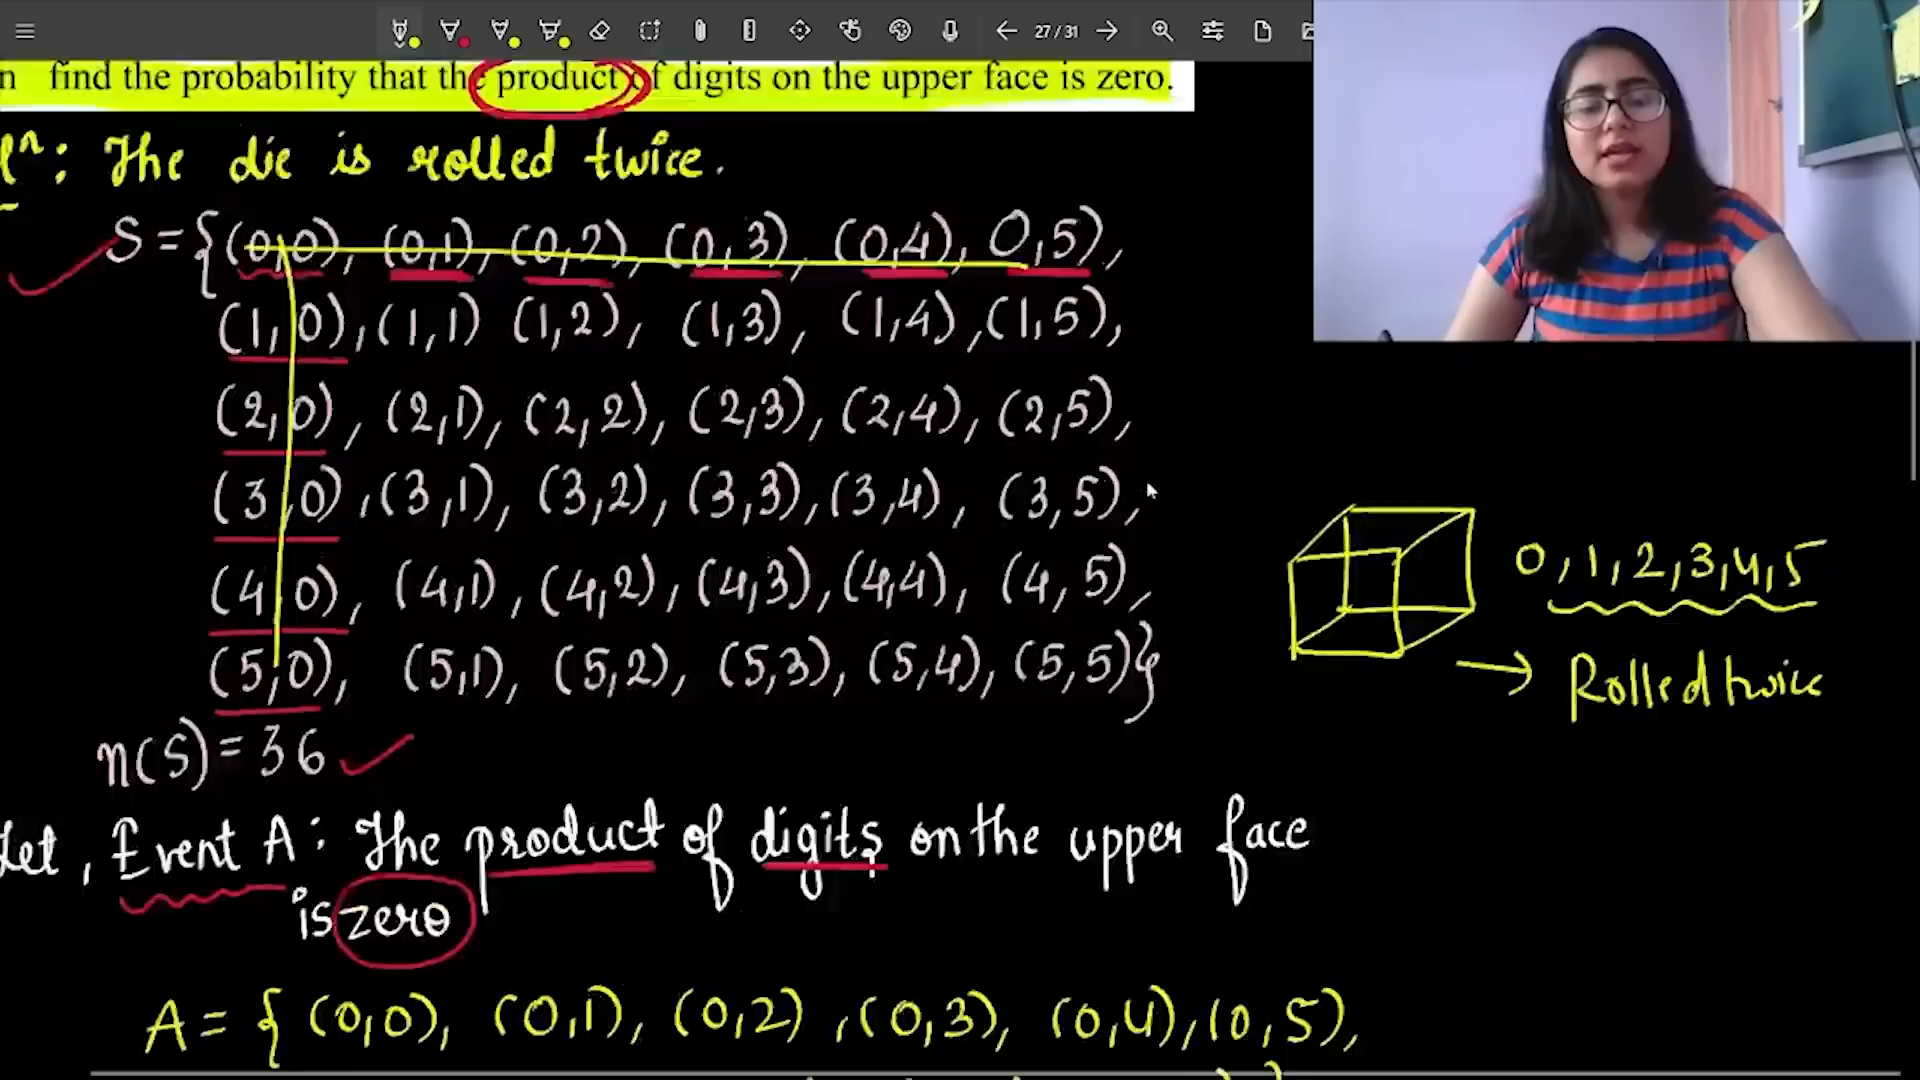 27 / 31
n find the probability that the product of digits on the upper face is zero.
lⁿ: The die is rolled twice.
S = {(0,0), (0,1), (0,2), (0,3), (0,4), 0,5),
(1,0), (1,1) (1,2), (1,3), (1,4), (1,5),
(2,0), (2,1), (2,2), (2,3), (2,4), (2,5),
(3,0), (3,1), (3,2), (3,3), (3,4), (3,5),
(4,0), (4,1), (4,2), (4,3), (4,4), (4,5),
(5,0), (5,1), (5,2), (5,3), (5,4), (5,5)}
0,1,2,3,4,5
→ Rolled twice
n(S) = 36
Let, Event A: The product of digits on the upper face
is zero
A = { (0,0), (0,1), (0,2), (0,3), (0,4), (0,5),